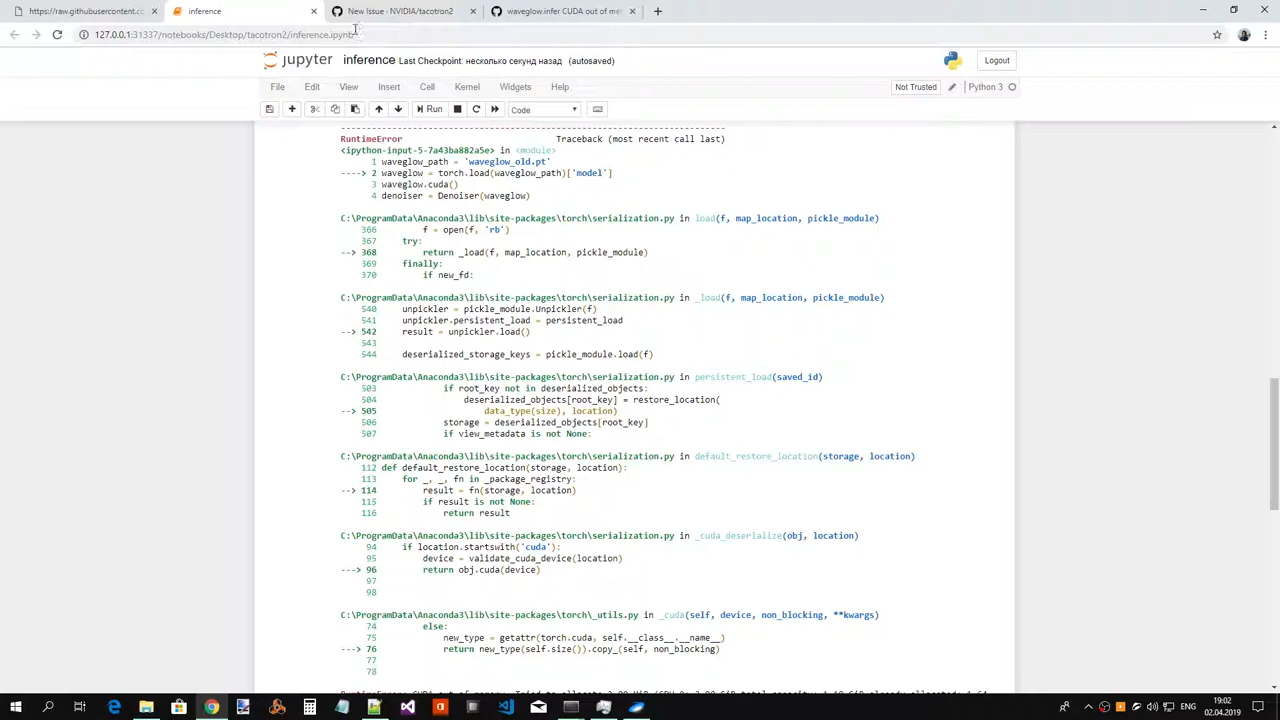 https://raw.githubusercontent.co
inference
New Issue - NVIDIA/tacotron2
waveglow.infer CUDA out of me
127.0.0.1:31337/notebooks/Desktop/tacotron2/inference.ipynb
jupyter inference Last Checkpoint: несколько секунд назад (autosaved)
Logout
File Edit View Insert Cell Kernel Widgets Help
Not Trusted
Python 3
Run
Code
RuntimeError Traceback (most recent call last)
<ipython-input-5-7a43ba882a5e> in <module>
1 waveglow_path = 'waveglow_old.pt'
----> 2 waveglow = torch.load(waveglow_path)['model']
3 waveglow.cuda()
4 denoiser = Denoiser(waveglow)
C:\ProgramData\Anaconda3\lib\site-packages\torch\serialization.py in load(f, map_location, pickle_module)
366 f = open(f, 'rb')
367 try:
--> 368 return _load(f, map_location, pickle_module)
369 finally:
370 if new_fd:
C:\ProgramData\Anaconda3\lib\site-packages\torch\serialization.py in _load(f, map_location, pickle_module)
540 unpickler = pickle_module.Unpickler(f)
541 unpickler.persistent_load = persistent_load
--> 542 result = unpickler.load()
543
544 deserialized_storage_keys = pickle_module.load(f)
C:\ProgramData\Anaconda3\lib\site-packages\torch\serialization.py in persistent_load(saved_id)
503 if root_key not in deserialized_objects:
504 deserialized_objects[root_key] = restore_location(
--> 505 data_type(size), location)
506 storage = deserialized_objects[root_key]
507 if view_metadata is not None:
C:\ProgramData\Anaconda3\lib\site-packages\torch\serialization.py in default_restore_location(storage, location)
112 def default_restore_location(storage, location):
113 for _, _, fn in _package_registry:
--> 114 result = fn(storage, location)
115 if result is not None:
116 return result
C:\ProgramData\Anaconda3\lib\site-packages\torch\serialization.py in _cuda_deserialize(obj, location)
94 if location.startswith('cuda'):
95 device = validate_cuda_device(location)
---> 96 return obj.cuda(device)
97
98
C:\ProgramData\Anaconda3\lib\site-packages\torch\_utils.py in _cuda(self, device, non_blocking, **kwargs)
74 else:
75 new_type = getattr(torch.cuda, self.__class__.__name__)
---> 76 return new_type(self.size()).copy_(self, non_blocking)
77
78
19:02
02.04.2019